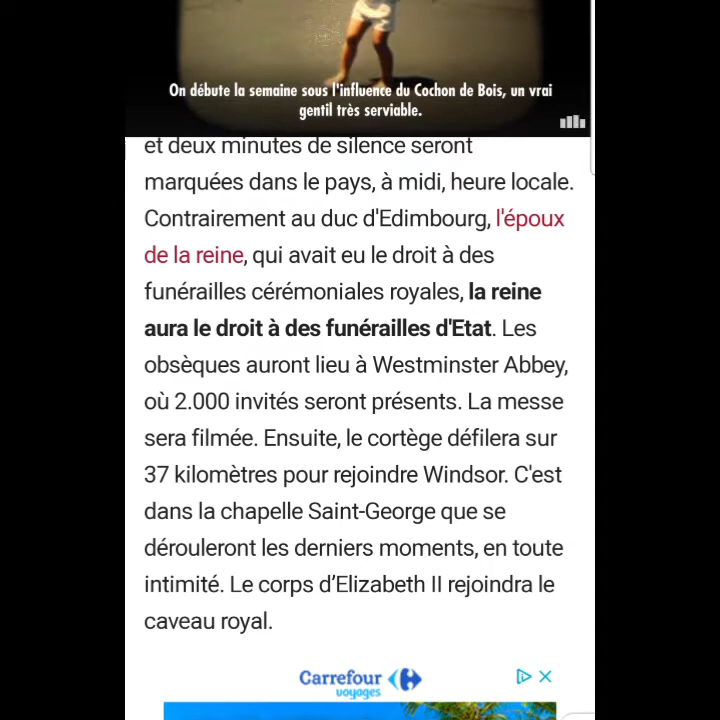 On débute la semaine sous l'influence du Cochon de Bois, un vrai
gentil très serviable.
et deux minutes de silence seront
marquées dans le pays, à midi, heure locale.
Contrairement au duc d'Edimbourg, l'époux
de la reine, qui avait eu le droit à des
funérailles cérémoniales royales, la reine
aura le droit à des funérailles d'Etat. Les
obsèques auront lieu à Westminster Abbey,
où 2.000 invités seront présents. La messe
sera filmée. Ensuite, le cortège défilera sur
37 kilomètres pour rejoindre Windsor. C'est
dans la chapelle Saint-George que se
dérouleront les derniers moments, en toute
intimité. Le corps d’Elizabeth II rejoindra le
caveau royal.
Carrefour
voyages